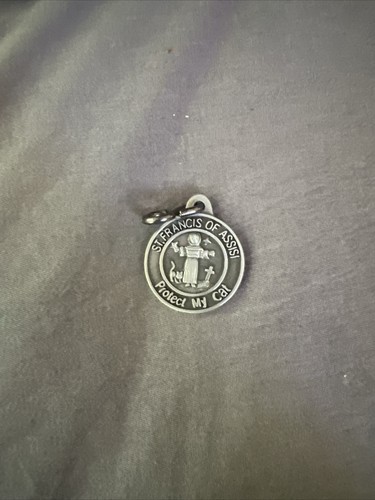 ST. FRANCIS OF ASSISI
Protect My Cat